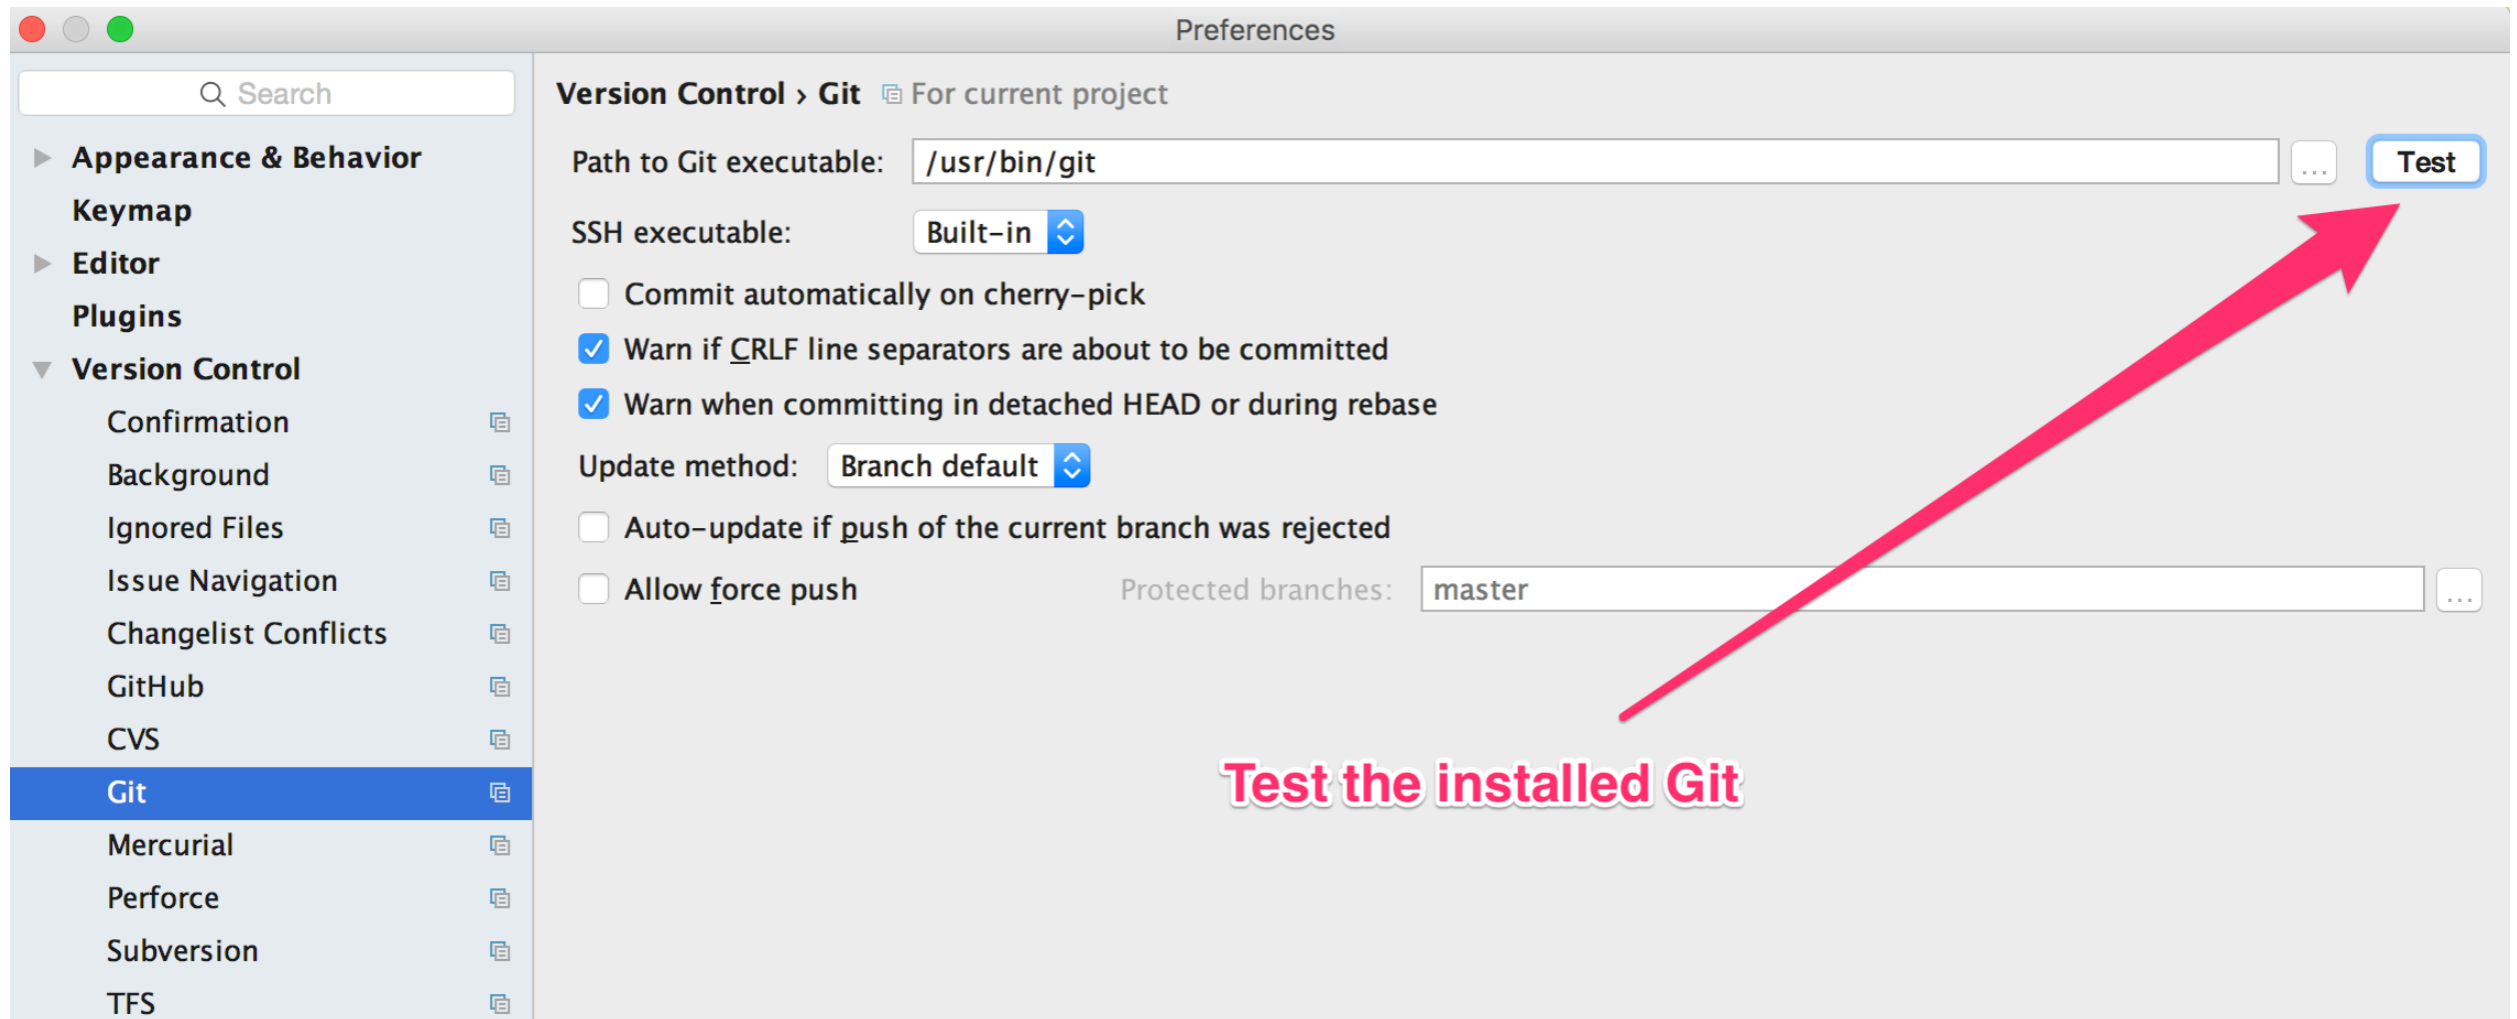 Preferences
Search
Appearance & Behavior
Keymap
Editor
Plugins
Version Control
Confirmation
Background
Ignored Files
Issue Navigation
Changelist Conflicts
GitHub
CVS
Git
Mercurial
Perforce
Subversion
TFS
Version Control › Git For current project
Path to Git executable: /usr/bin/git ... Test
SSH executable: Built-in
Commit automatically on cherry-pick
Warn if CRLF line separators are about to be committed
Warn when committing in detached HEAD or during rebase
Update method: Branch default
Auto-update if push of the current branch was rejected
Allow force push Protected branches: master ...
Test the installed Git